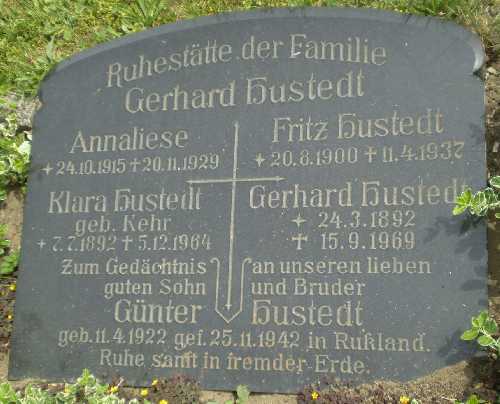 Ruhestätte der Familie
Gerhard Hustedt
Annaliese
* 24.10.1915 † 20.11.1929
Fritz Hustedt
* 20.8.1900 † 11.4.1937
Klara Hustedt
geb. Kehr
* 7.7.1892 † 5.12.1964
Gerhard Hustedt
* 24.3.1892
† 15.9.1969
Zum Gedächtnis an unseren lieben
guten Sohn und Bruder
Günter Hustedt
geb. 11.4.1922 gef. 25.11.1942 in Rußland.
Ruhe sanft in fremder Erde.